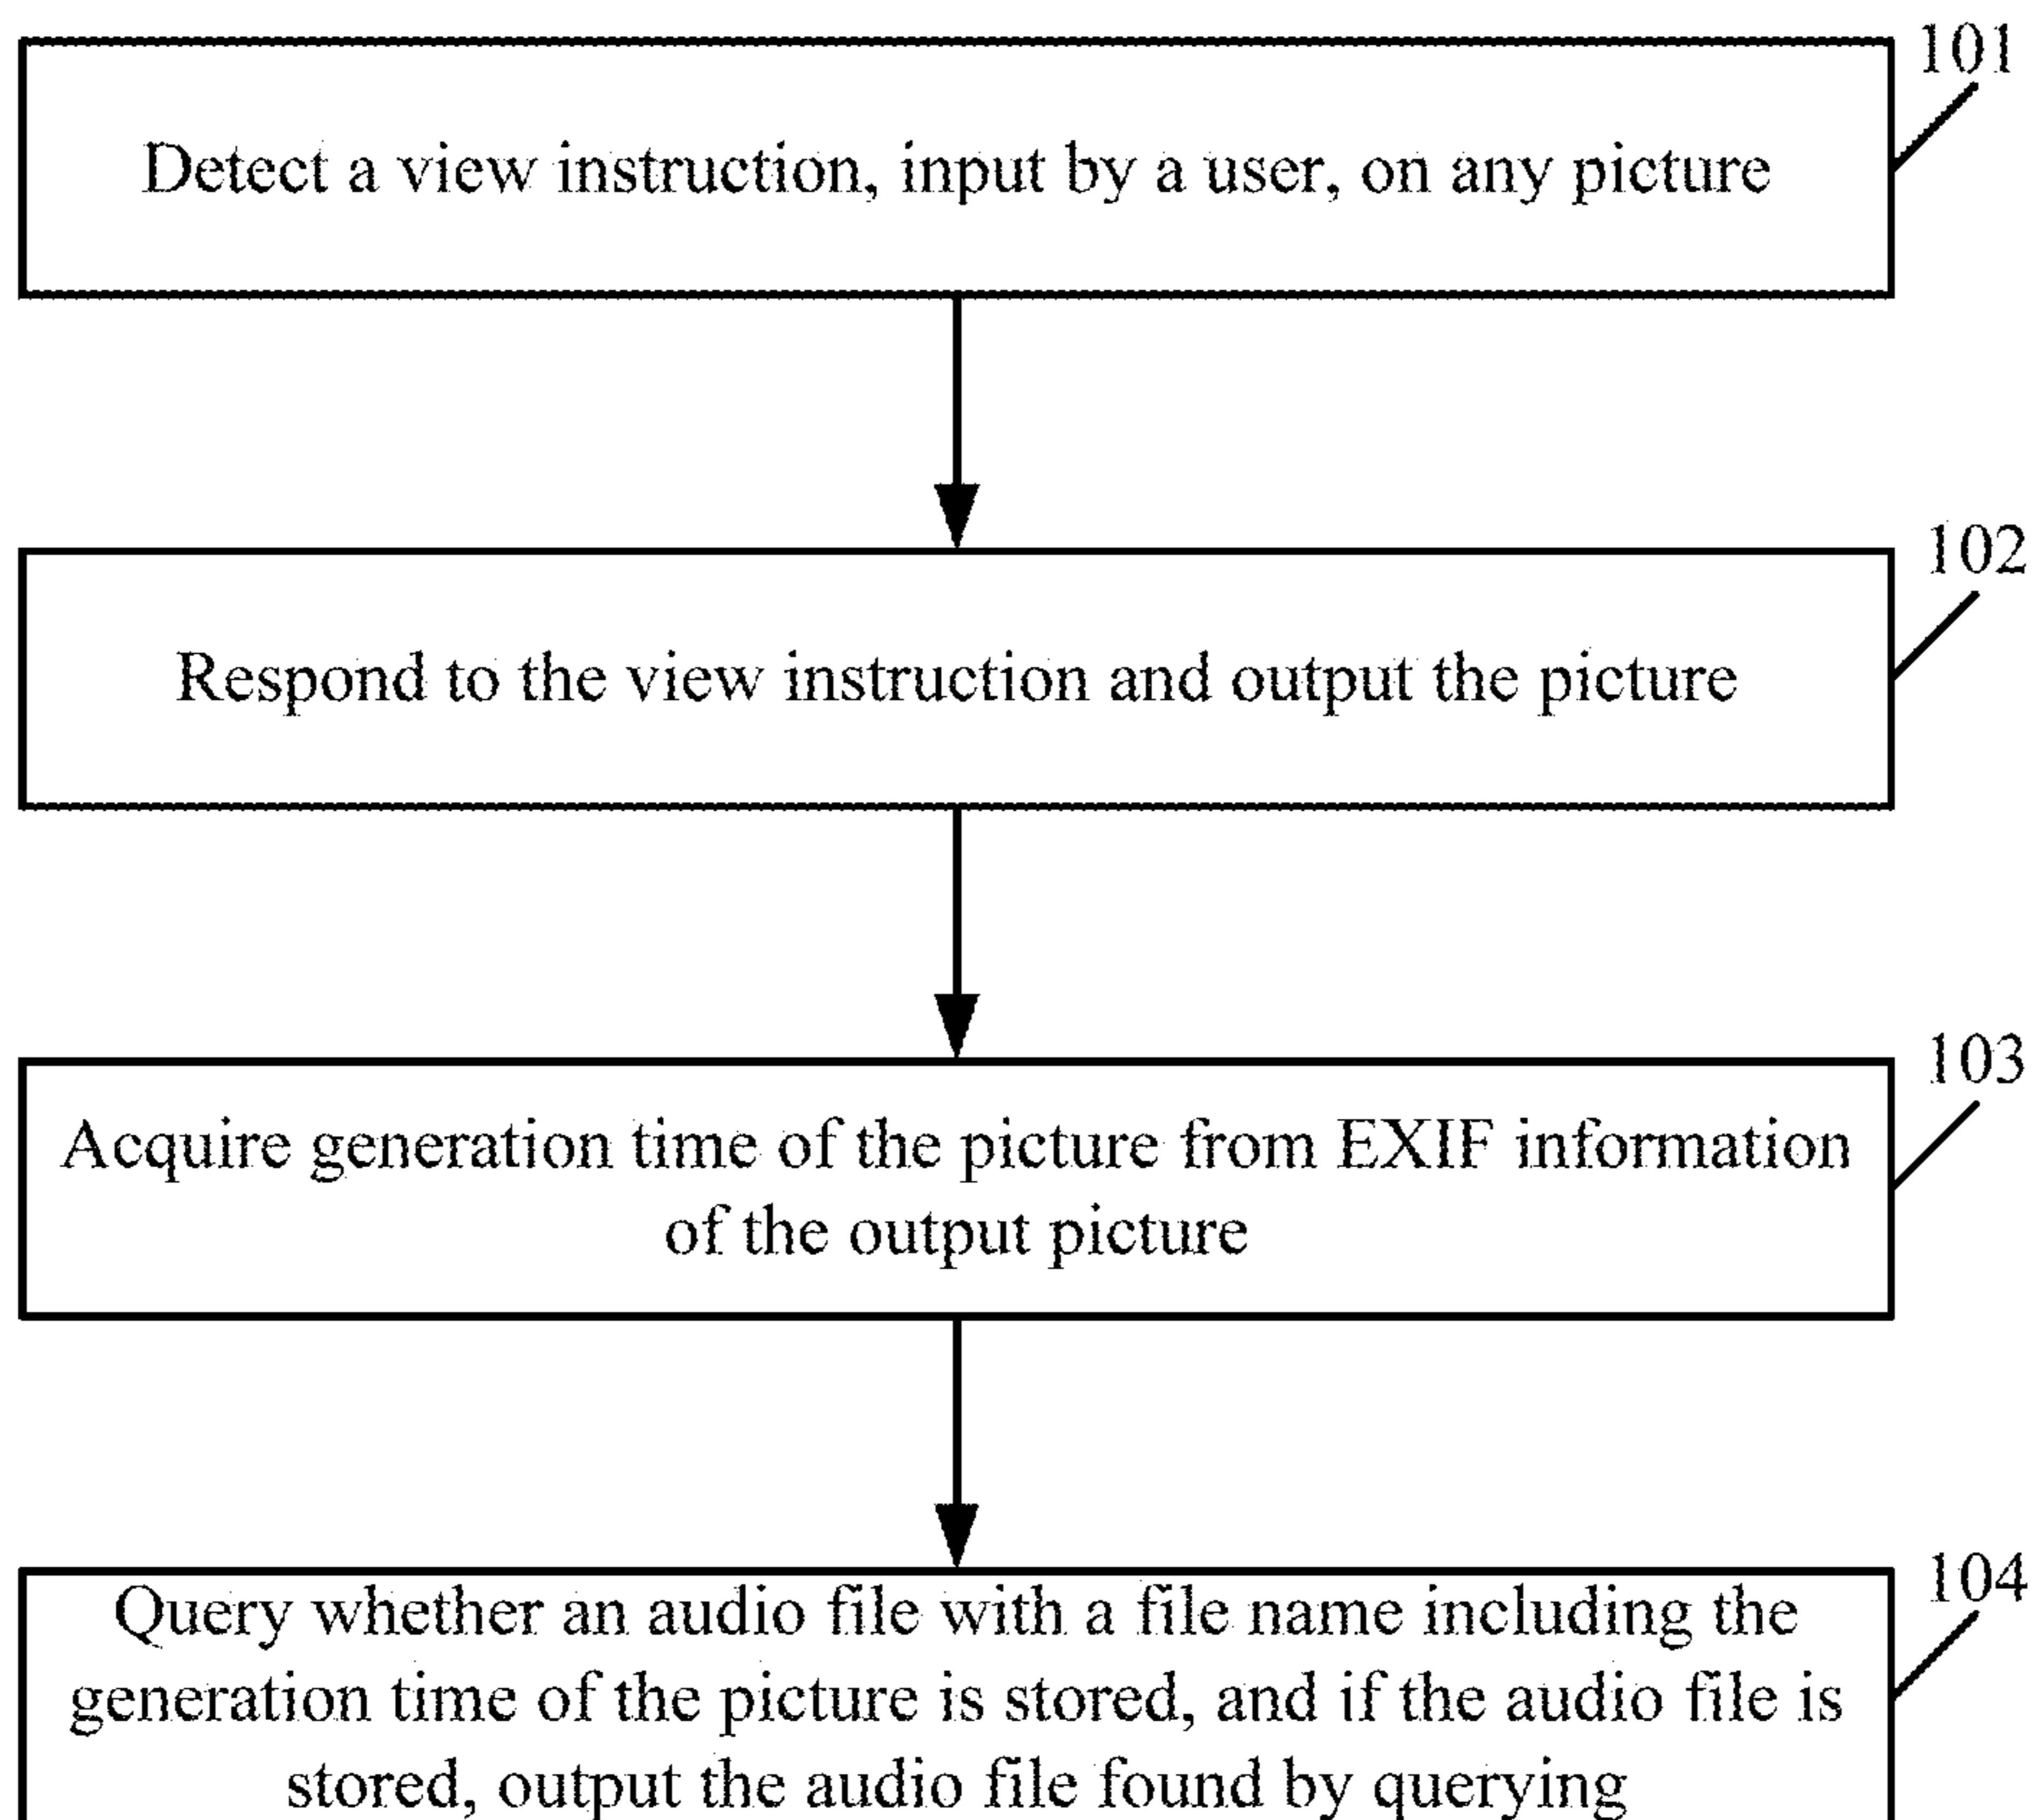 101
Detect a view instruction, input by a user, on any picture
102
Respond to the view instruction and output the picture
103
Acquire generation time of the picture from EXIF information
of the output picture
104
Query whether an audio file with a file name including the
generation time of the picture is stored, and if the audio file is
stored, output the audio file found by querying